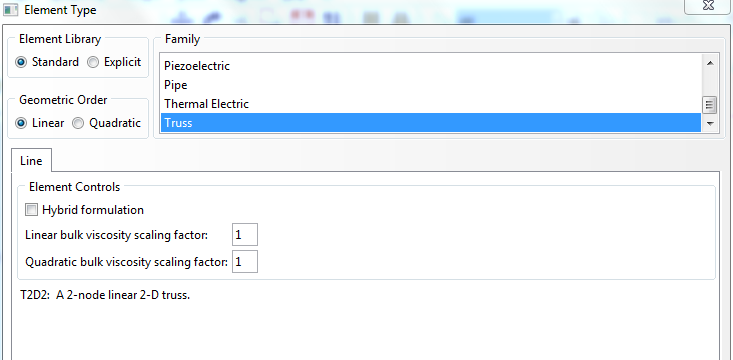 Element Type
Element Library
Standard Explicit
Geometric Order
Linear Quadratic
Family
Piezoelectric
Pipe
Thermal Electric
Truss
Line
Element Controls
Hybrid formulation
Linear bulk viscosity scaling factor: 1
Quadratic bulk viscosity scaling factor: 1
T2D2: A 2-node linear 2-D truss.